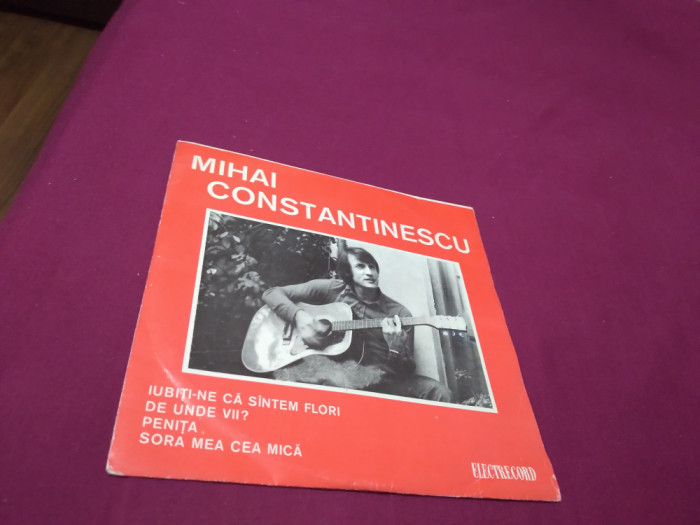 MIHAI
CONSTANTINESCU
IUBIȚI-NE CĂ SÎNTEM FLORI
DE UNDE VII?
PENIȚA
SORA MEA CEA MICĂ
ELECTRECORD